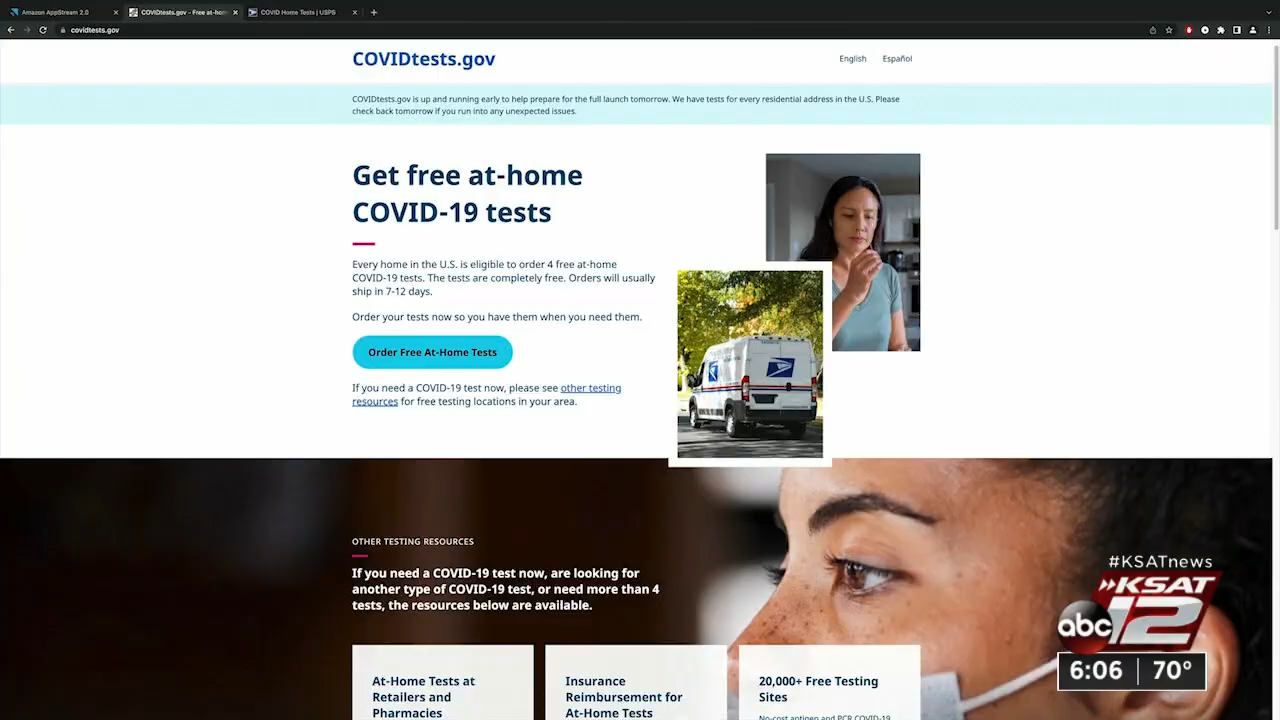 Amazon AppStream 2.0
COVIDtests.gov - Free at-hom
COVID Home Tests | USPS
covidtests.gov
COVIDtests.gov
English
Español
COVIDtests.gov is up and running early to help prepare for the full launch tomorrow. We have tests for every residential address in the U.S. Please
check back tomorrow if you run into any unexpected issues.
Get free at-home
COVID-19 tests
Every home in the U.S. is eligible to order 4 free at-home
COVID-19 tests. The tests are completely free. Orders will usually
ship in 7-12 days.
Order your tests now so you have them when you need them.
Order Free At-Home Tests
If you need a COVID-19 test now, please see other testing
resources for free testing locations in your area.
OTHER TESTING RESOURCES
If you need a COVID-19 test now, are looking for
another type of COVID-19 test, or need more than 4
tests, the resources below are available.
At-Home Tests at
Retailers and
Pharmacies
Insurance
Reimbursement for
At-Home Tests
20,000+ Free Testing
Sites
No-cost antigen and PCR COVID-19
#KSATnews
KSAT
abc 12
6:06 | 70°